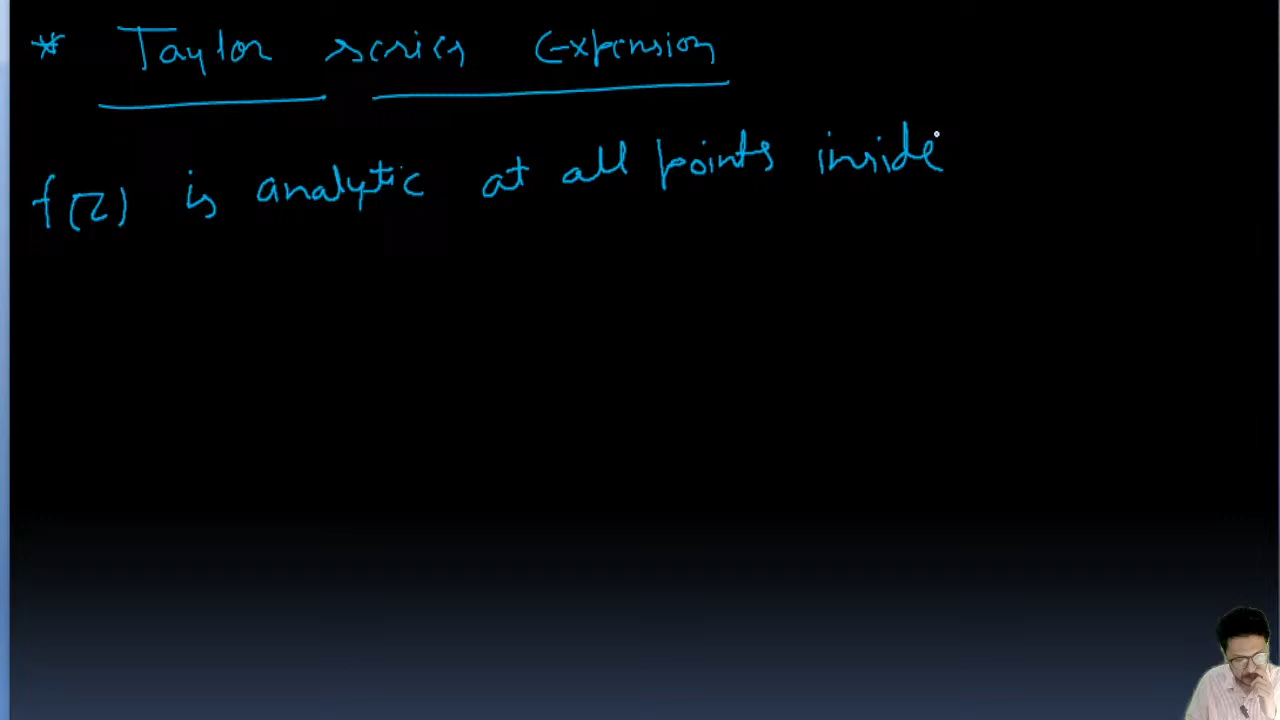 * Taylor series Expansion
f(z) is analytic at all points inside